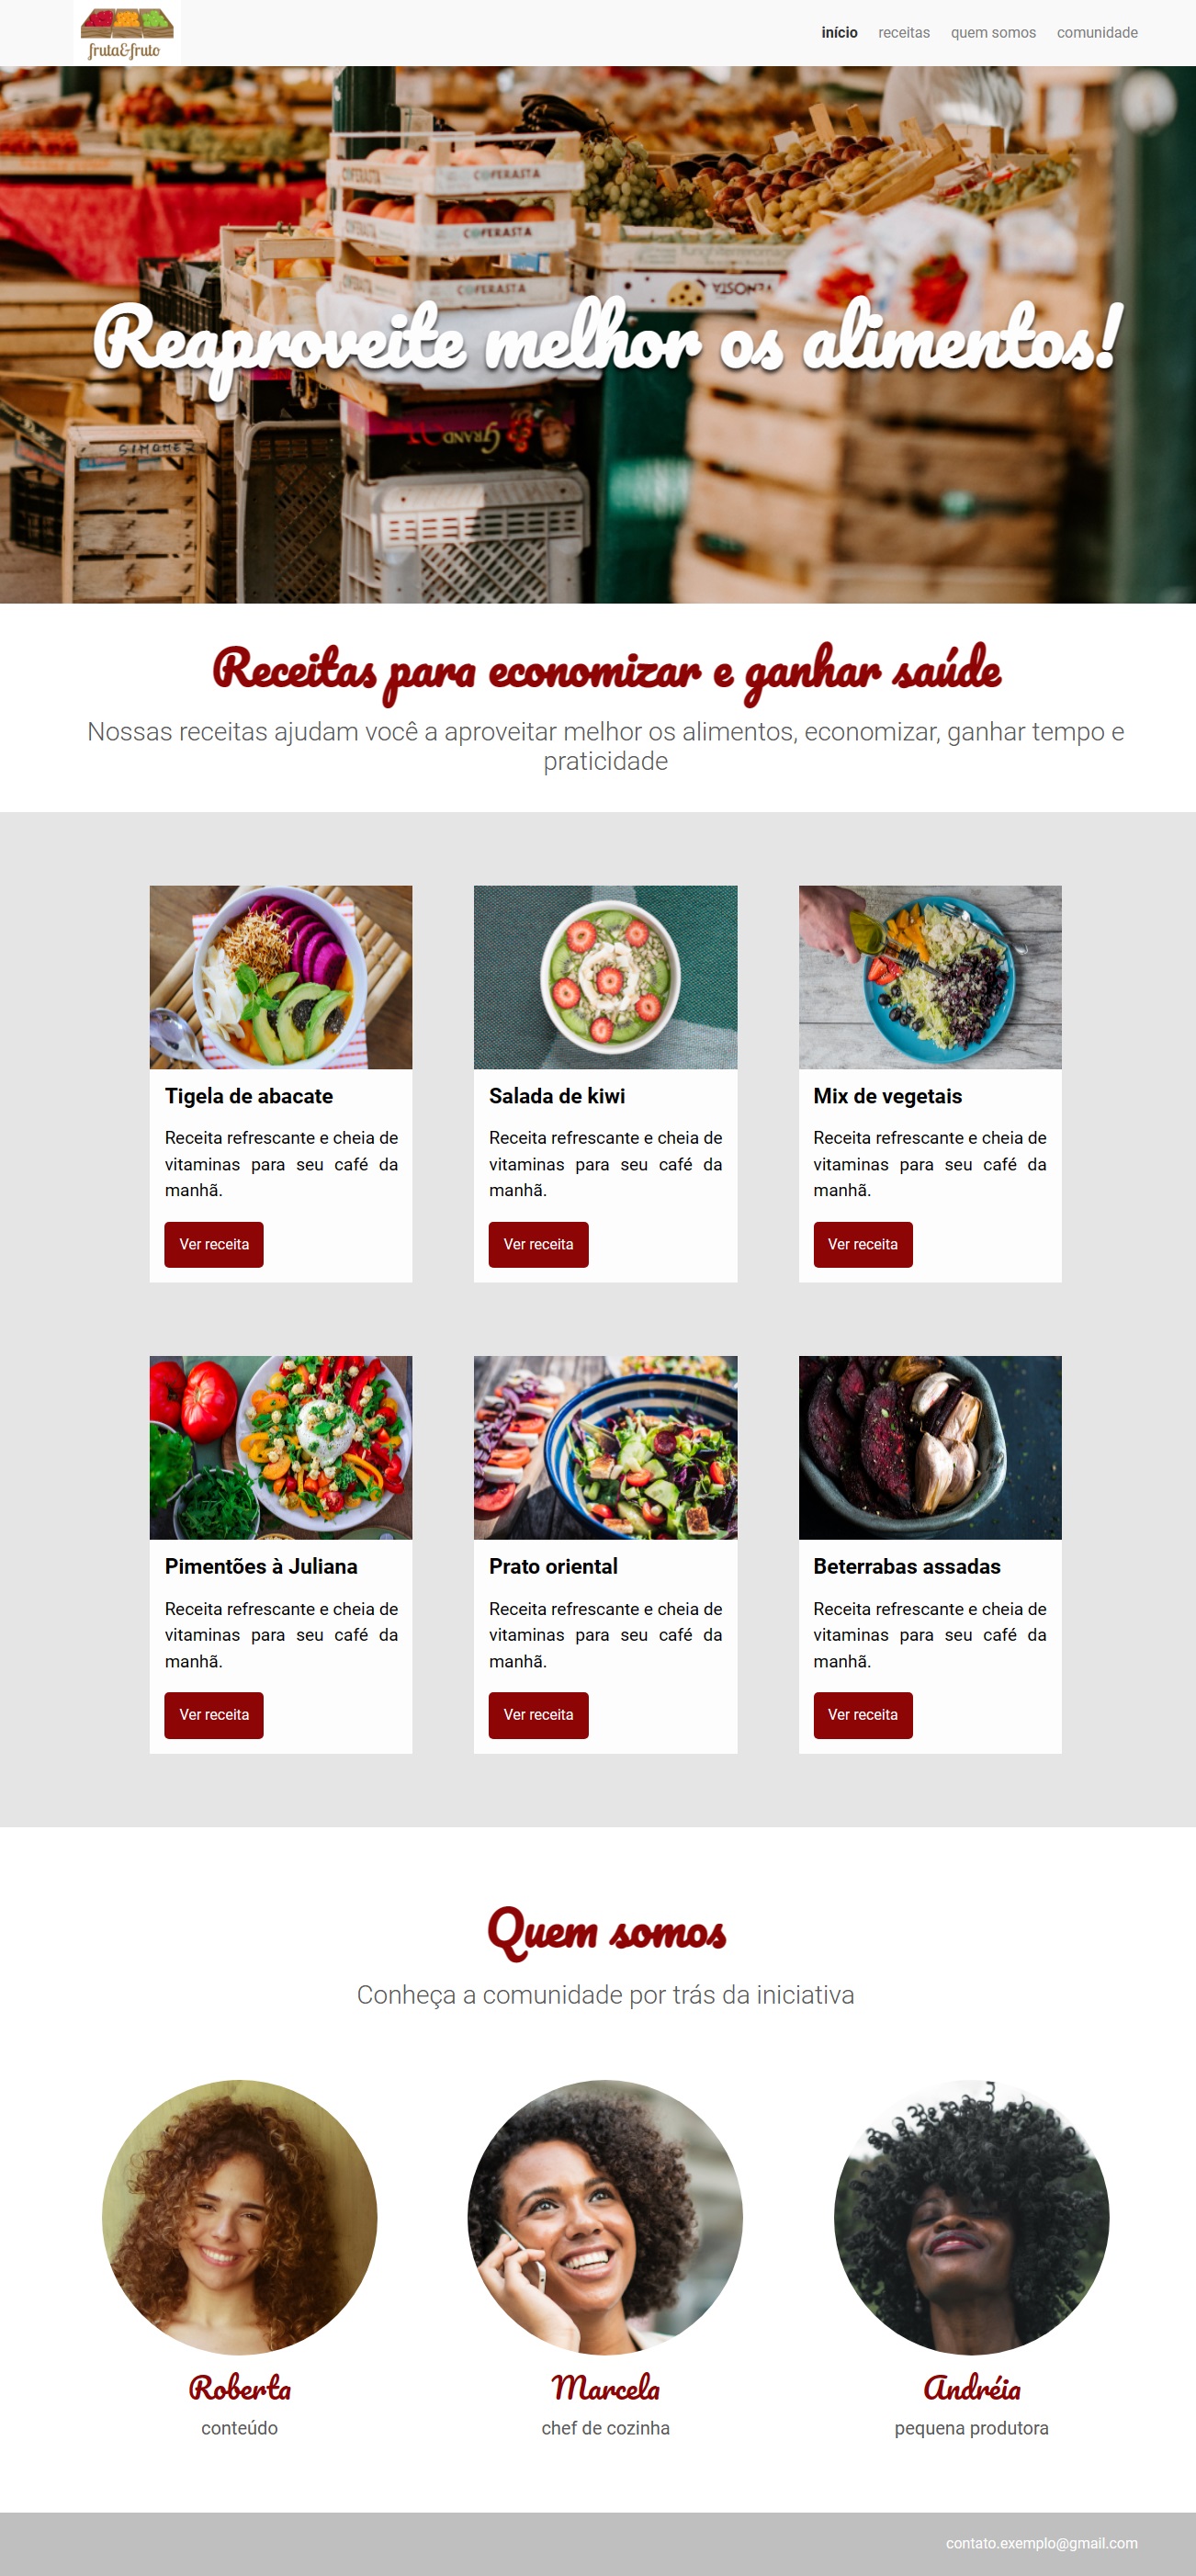 fruta&fruto
início receitas quem somos comunidade
COFERASTA
COFERASTA
COFERASTA
COFERASTA
VENOSTA
Reaproveite melhor os alimentos!
SIMONE
GRAND
Receitas para economizar e ganhar saúde
Nossas receitas ajudam você a aproveitar melhor os alimentos, economizar, ganhar tempo e
praticidade
Tigela de abacate
Receita refrescante e cheia de
vitaminas para seu café da
manhã.
Ver receita
Salada de kiwi
Receita refrescante e cheia de
vitaminas para seu café da
manhã.
Ver receita
Mix de vegetais
Receita refrescante e cheia de
vitaminas para seu café da
manhã.
Ver receita
Pimentões à Juliana
Receita refrescante e cheia de
vitaminas para seu café da
manhã.
Ver receita
Prato oriental
Receita refrescante e cheia de
vitaminas para seu café da
manhã.
Ver receita
Beterrabas assadas
Receita refrescante e cheia de
vitaminas para seu café da
manhã.
Ver receita
Quem somos
Conheça a comunidade por trás da iniciativa
Roberta
conteúdo
Marcela
chef de cozinha
Andréia
pequena produtora
contato.exemplo@gmail.com